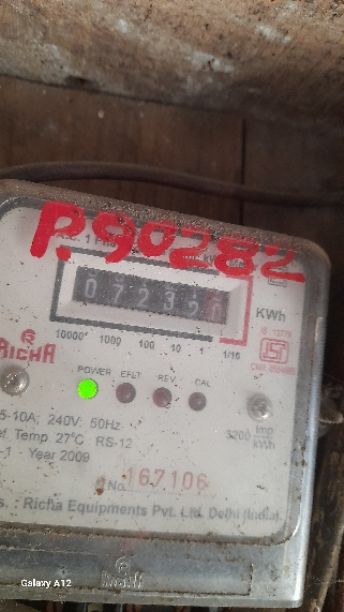 P.90282
072320
KWh
10000 1000 100 10 1 1/10
RICHA
POWER EFLT REV CAL
5-10A, 240V, 50Hz
Temp 27°C RS-12
3200 Imp/kWh
Year 2009
No. 167106
Richa Equipments Pvt. Ltd. Delhi (India).
Galaxy A12